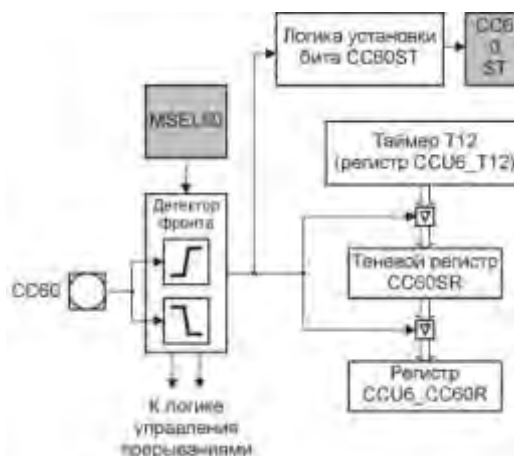 Логика установки
бита CC60ST
CC6
0
ST
MSEL60
Таймер T12
(регистр CCU6_T12)
Детектор
фронта
CC60
Теневой регистр
CC60SR
Регистр
CCU6_CC60R
К логике
управления
прерываниями